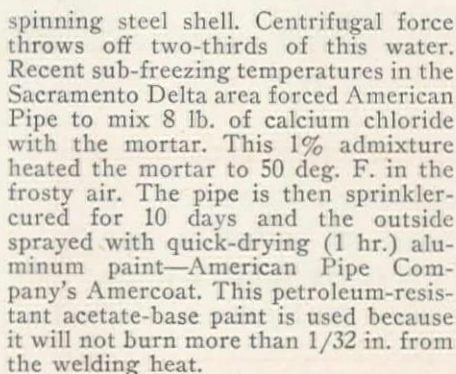 spinning steel shell. Centrifugal force
throws off two-thirds of this water.
Recent sub-freezing temperatures in the
Sacramento Delta area forced American
Pipe to mix 8 lb. of calcium chloride
with the mortar. This 1% admixture
heated the mortar to 50 deg. F. in the
frosty air. The pipe is then sprinkler-
cured for 10 days and the outside
sprayed with quick-drying (1 hr.) alu-
minum paint—American Pipe Com-
pany's Amercoat. This petroleum-resis-
tant acetate-base paint is used because
it will not burn more than 1/32 in. from
the welding heat.